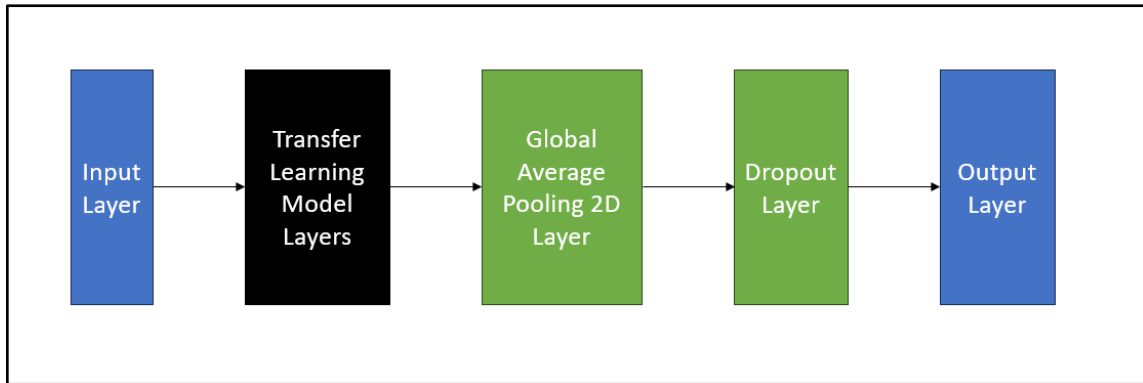 Input
Layer
Transfer
Learning
Model
Layers
Global
Average
Pooling 2D
Layer
Dropout
Layer
Output
Layer